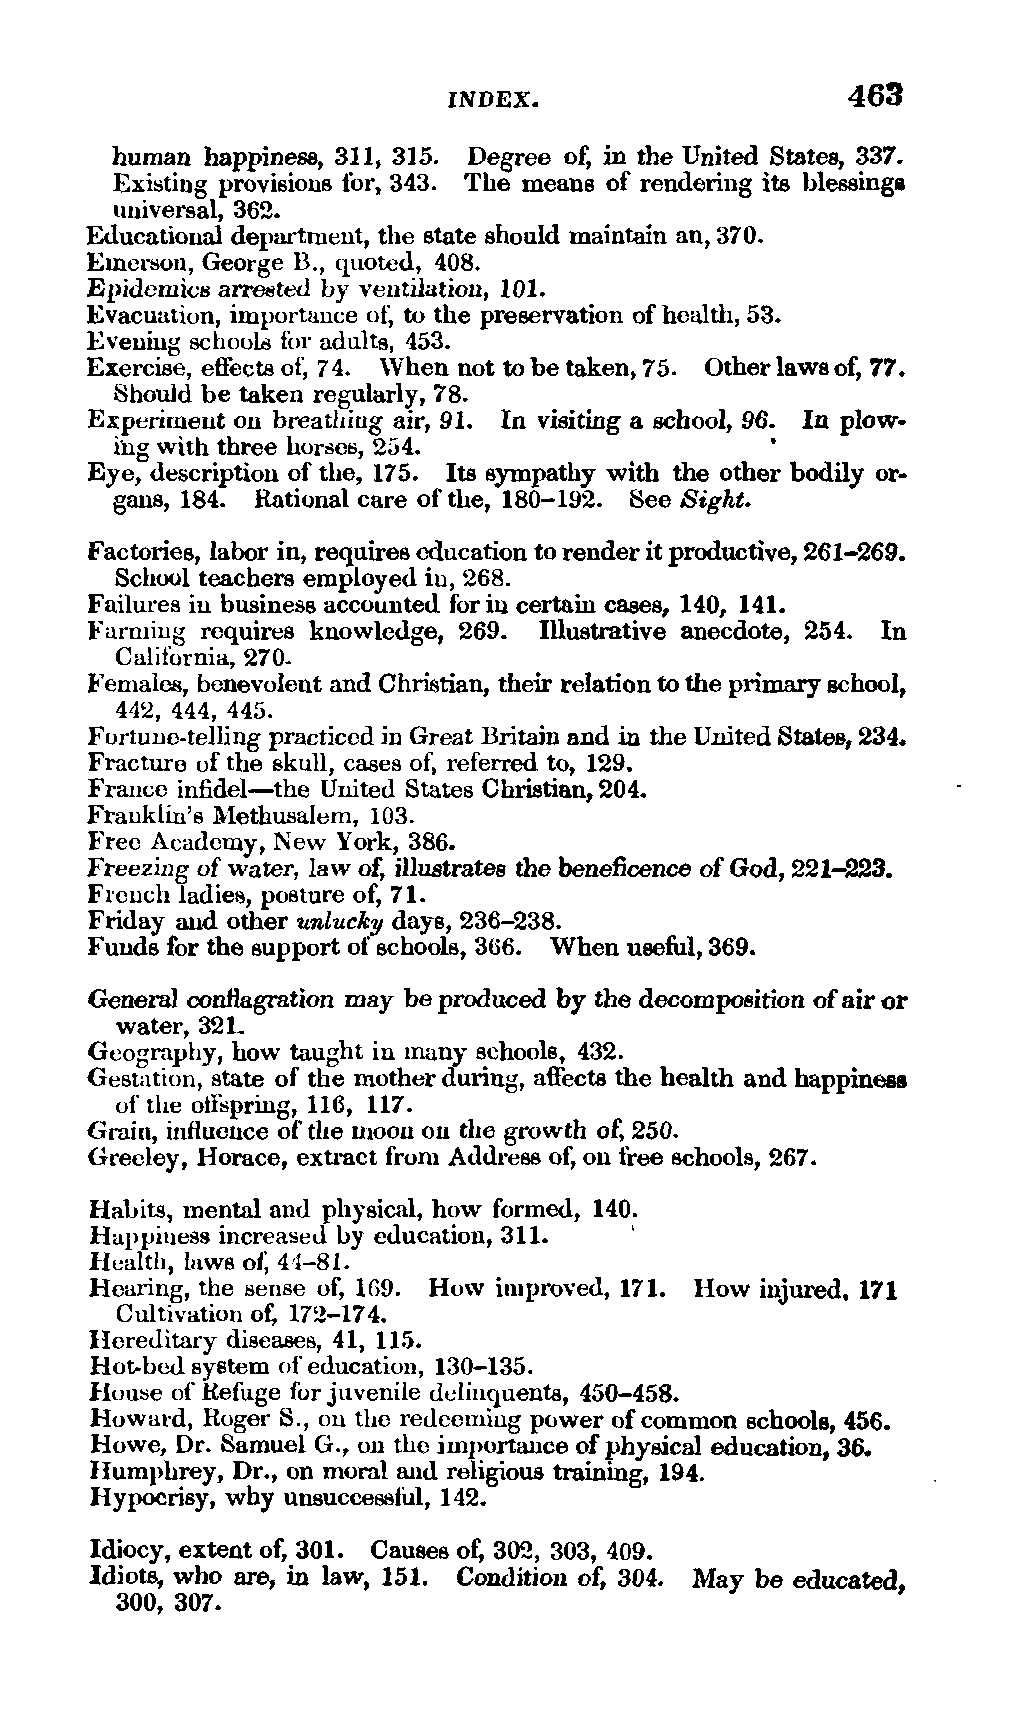 INDEX. 463
human happiness, 311, 315. Degree of, in the United States, 337.
Existing provisions for, 343. The means of rendering its blessings
universal, 362.
Educational department, the state should maintain an, 370.
Emerson, George B., quoted, 408.
Epidemics arrested by ventilation, 101.
Evacuation, importance of, to the preservation of health, 53.
Evening schools for adults, 453.
Exercise, effects of, 74. When not to be taken, 75. Other laws of, 77.
Should be taken regularly, 78.
Experiment on breathing air, 91. In visiting a school, 96. In plow-
ing with three horses, 254.
Eye, description of the, 175. Its sympathy with the other bodily or-
gans, 184. Rational care of the, 180–192. See Sight.
Factories, labor in, requires education to render it productive, 261–269.
School teachers employed in, 268.
Failures in business accounted for in certain cases, 140, 141.
Farming requires knowledge, 269. Illustrative anecdote, 254. In
California, 270.
Females, benevolent and Christian, their relation to the primary school,
442, 444, 445.
Fortune-telling practiced in Great Britain and in the United States, 234.
Fracture of the skull, cases of, referred to, 129.
France infidel—the United States Christian, 204.
Franklin's Methusalem, 103.
Free Academy, New York, 386.
Freezing of water, law of, illustrates the beneficence of God, 221–223.
French ladies, posture of, 71.
Friday and other unlucky days, 236–238.
Funds for the support of schools, 366. When useful, 369.
General conflagration may be produced by the decomposition of air or
water, 321.
Geography, how taught in many schools, 432.
Gestation, state of the mother during, affects the health and happiness
of the offspring, 116, 117.
Grain, influence of the moon on the growth of, 250.
Greeley, Horace, extract from Address of, on free schools, 267.
Habits, mental and physical, how formed, 140.
Happiness increased by education, 311.
Health, laws of, 44–81.
Hearing, the sense of, 169. How improved, 171. How injured, 171
Cultivation of, 172–174.
Hereditary diseases, 41, 115.
Hot-bed system of education, 130–135.
House of Refuge for juvenile delinquents, 450–458.
Howard, Roger S., on the redeeming power of common schools, 456.
Howe, Dr. Samuel G., on the importance of physical education, 36.
Humphrey, Dr., on moral and religious training, 194.
Hypocrisy, why unsuccessful, 142.
Idiocy, extent of, 301. Causes of, 302, 303, 409.
Idiots, who are, in law, 151. Condition of, 304. May be educated,
300, 307.